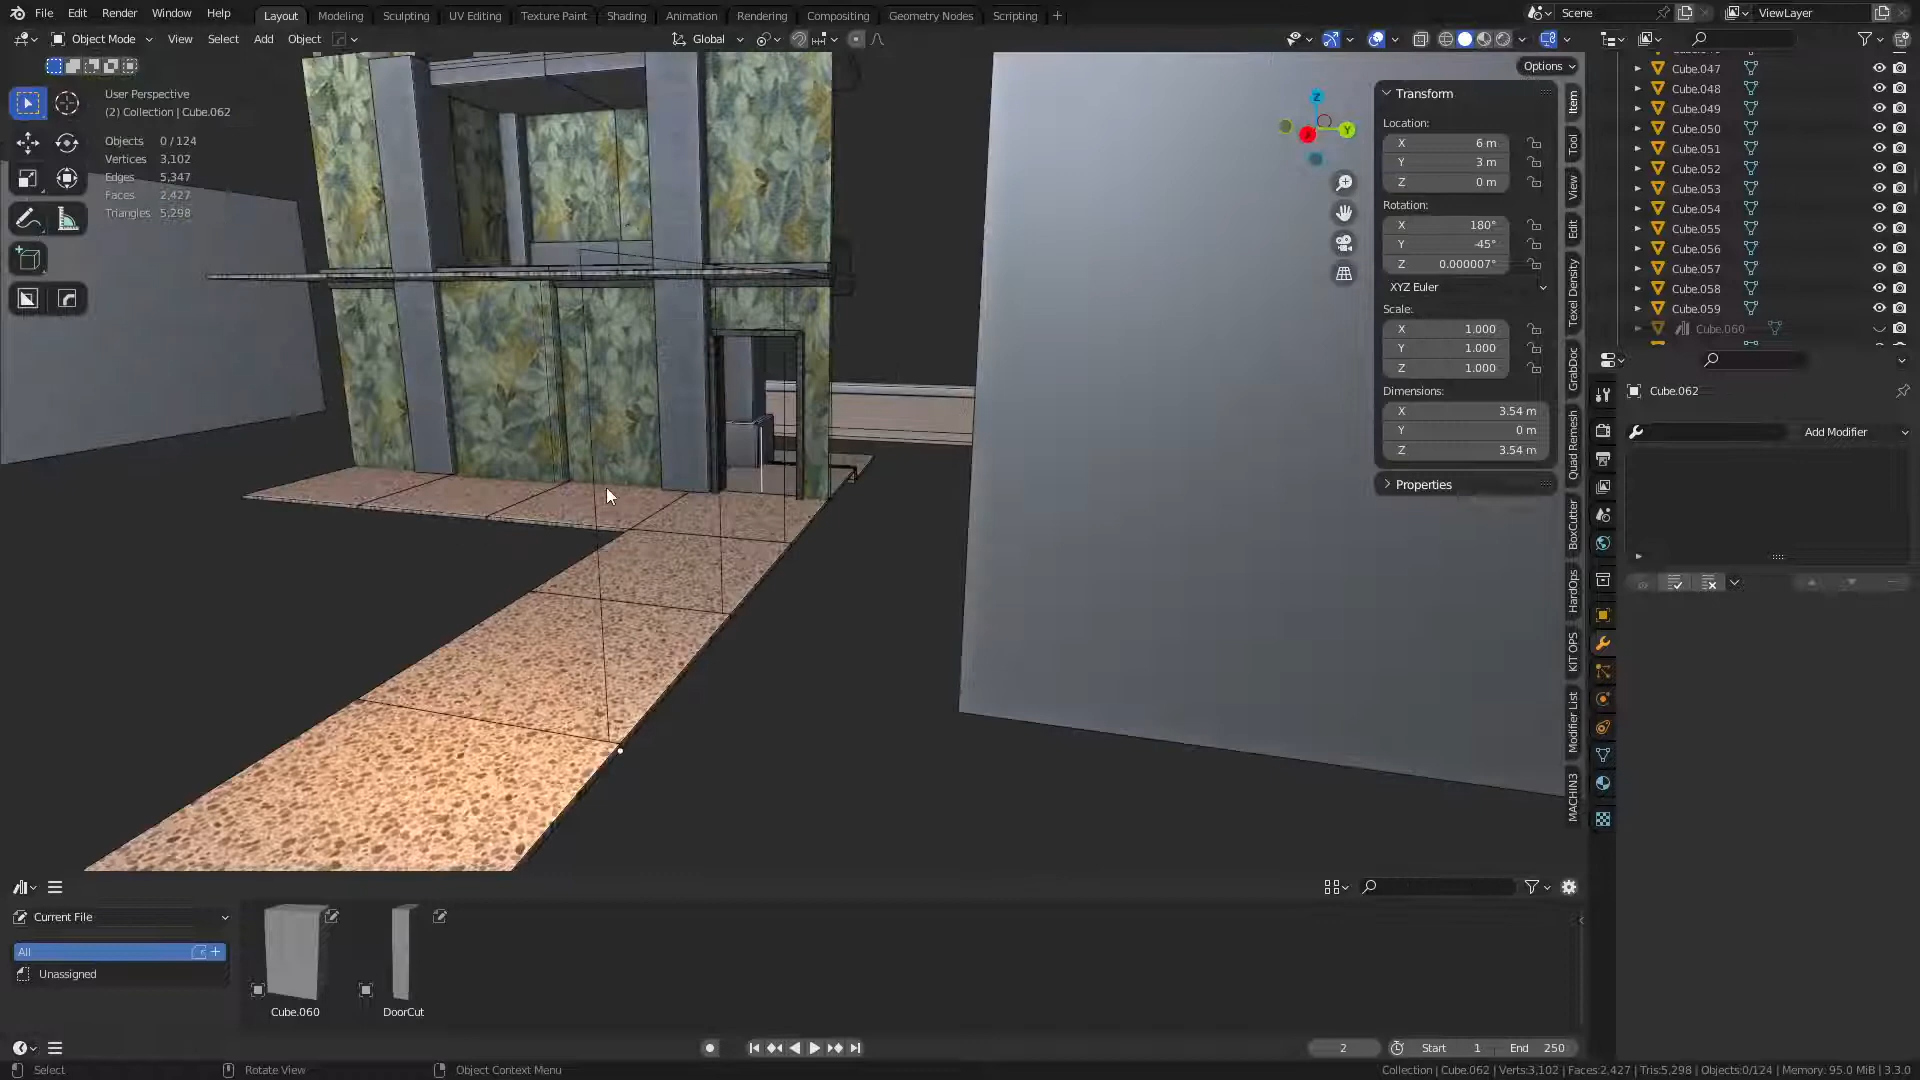 File Edit Render Window Help
Layout Modeling Sculpting UV Editing Texture Paint Shading Animation Rendering Compositing Geometry Nodes Scripting +
Scene
ViewLayer
Object Mode View Select Add Object
Global
Options
User Perspective
(2) Collection | Cube.062
Objects 0 / 124
Vertices 3,102
Edges 5,347
Faces 2,427
Triangles 5,298
Z
Y
Transform
Location:
X 6 m
Y 3 m
Z 0 m
Rotation:
X 180°
Y -45°
Z 0.000007°
XYZ Euler
Scale:
X 1.000
Y 1.000
Z 1.000
Dimensions:
X 3.54 m
Y 0 m
Z 3.54 m
Properties
Item
Tool
View
Edit
Texel Density
GrabDoc
Quad Remesh
BoxCutter
HardOps
KIT OPS
Modifier List
MACHIN3
Cube.047
Cube.048
Cube.049
Cube.050
Cube.051
Cube.052
Cube.053
Cube.054
Cube.055
Cube.056
Cube.057
Cube.058
Cube.059
Cube.060
Cube.062
Add Modifier
Current File
All
Unassigned
Cube.060
DoorCut
2
Start 1
End 250
Select
Rotate View
Object Context Menu
Collection | Cube.062 | Verts:3,102 | Faces:2,427 | Tris:5,298 | Objects:0/124 | Memory: 95.0 MiB | 3.3.0